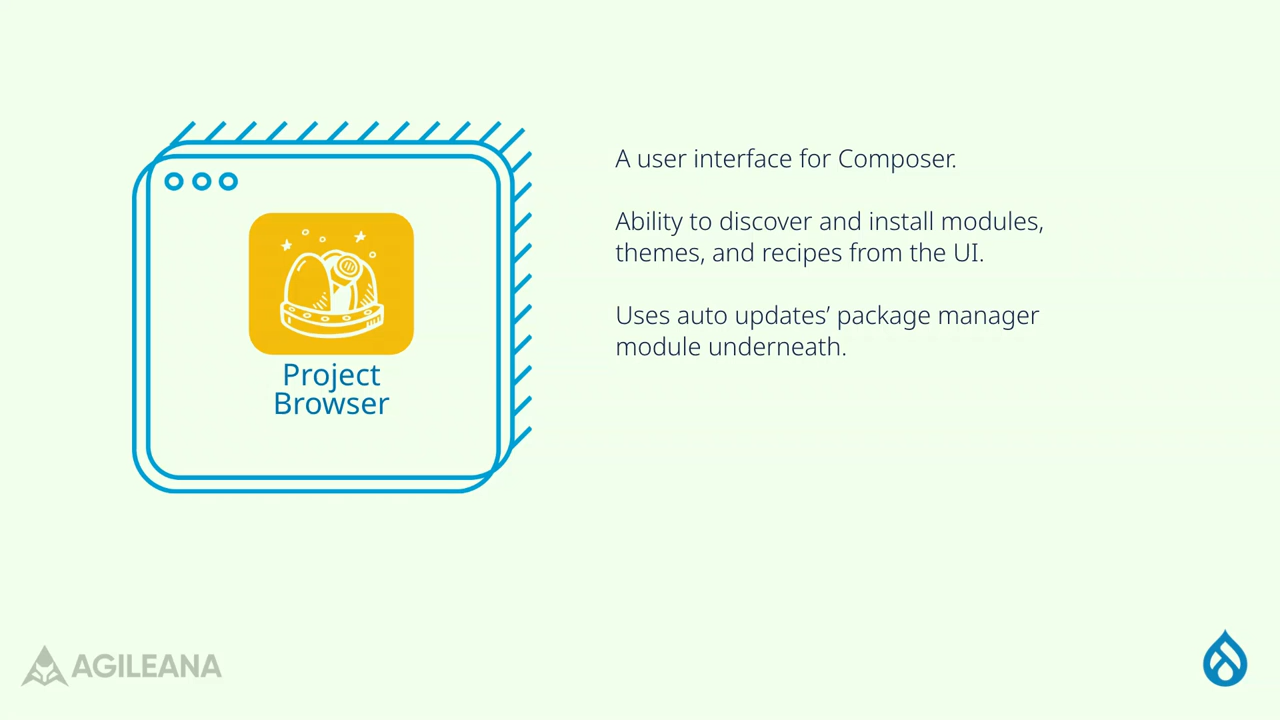 Project
Browser
A user interface for Composer.
Ability to discover and install modules,
themes, and recipes from the UI.
Uses auto updates’ package manager
module underneath.
AGILEANA